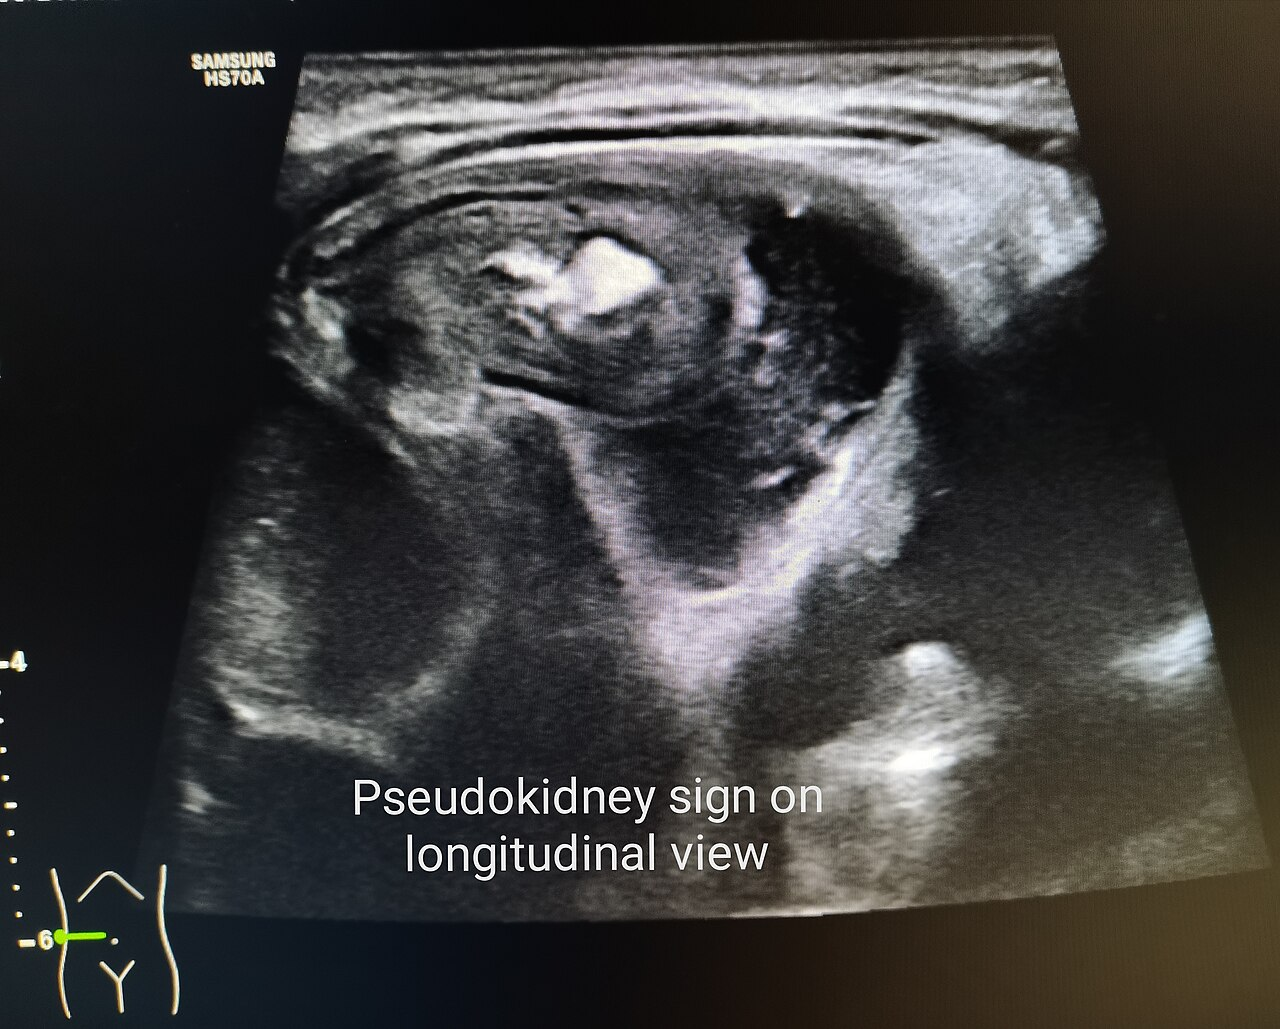 SAMSUNG
HS70A
-4
Pseudokidney sign on
longitudinal view
-6